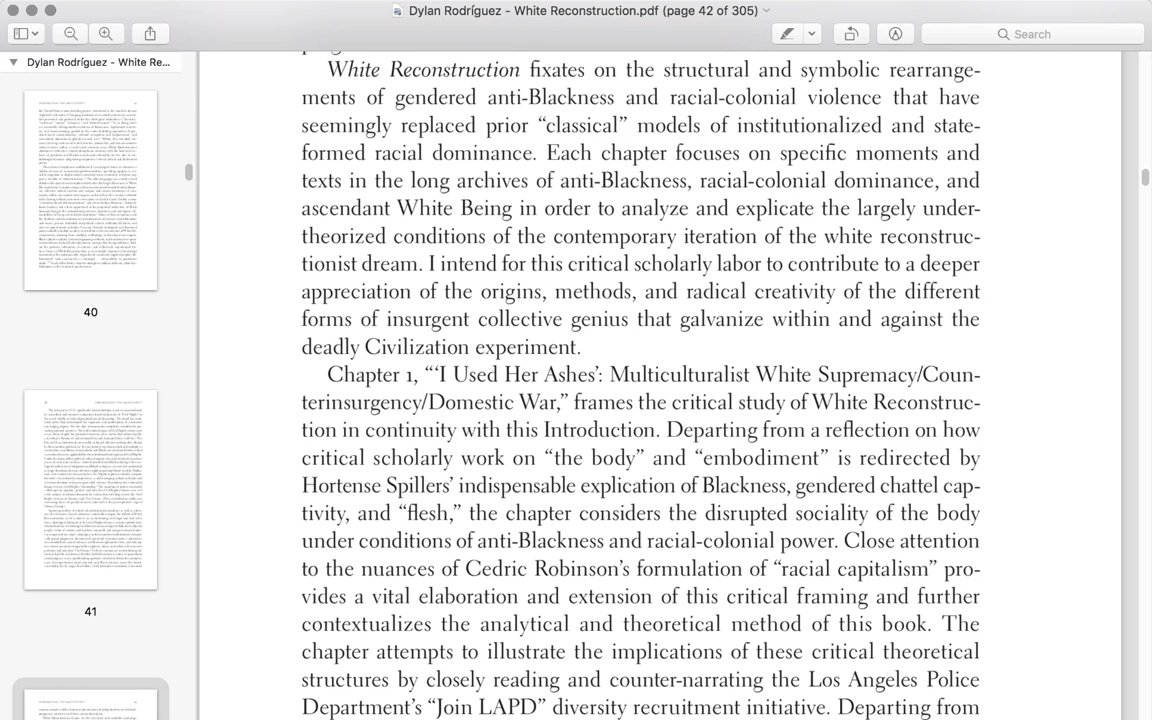 Dylan Rodríguez - White Reconstruction.pdf (page 42 of 305)
Search
Dylan Rodríguez - White Re...
40
41
White Reconstruction fixates on the structural and symbolic rearrange-
ments of gendered anti-Blackness and racial-colonial violence that have
seemingly replaced prior “classical” models of institutionalized and state-
formed racial dominance. Each chapter focuses on specific moments and
texts in the long archives of anti-Blackness, racial-colonial dominance, and
ascendant White Being in order to analyze and explicate the largely under-
theorized conditions of the contemporary iteration of the white reconstruc-
tionist dream. I intend for this critical scholarly labor to contribute to a deeper
appreciation of the origins, methods, and radical creativity of the different
forms of insurgent collective genius that galvanize within and against the
deadly Civilization experiment.
Chapter 1, “‘I Used Her Ashes’: Multiculturalist White Supremacy/Coun-
terinsurgency/Domestic War,” frames the critical study of White Reconstruc-
tion in continuity with this introduction. Departing from a reflection on how
critical scholarly work on “the body” and “embodiment” is redirected by
Hortense Spillers’ indispensable explication of Blackness, gendered chattel cap-
tivity, and “flesh,” the chapter considers the disrupted sociality of the body
under conditions of anti-Blackness and racial-colonial power. Close attention
to the nuances of Cedric Robinson’s formulation of “racial capitalism” pro-
vides a vital elaboration and extension of this critical framing and further
contextualizes the analytical and theoretical method of this book. The
chapter attempts to illustrate the implications of these critical theoretical
structures by closely reading and counter-narrating the Los Angeles Police
Department’s “Join LAPD” diversity recruitment initiative. Departing from